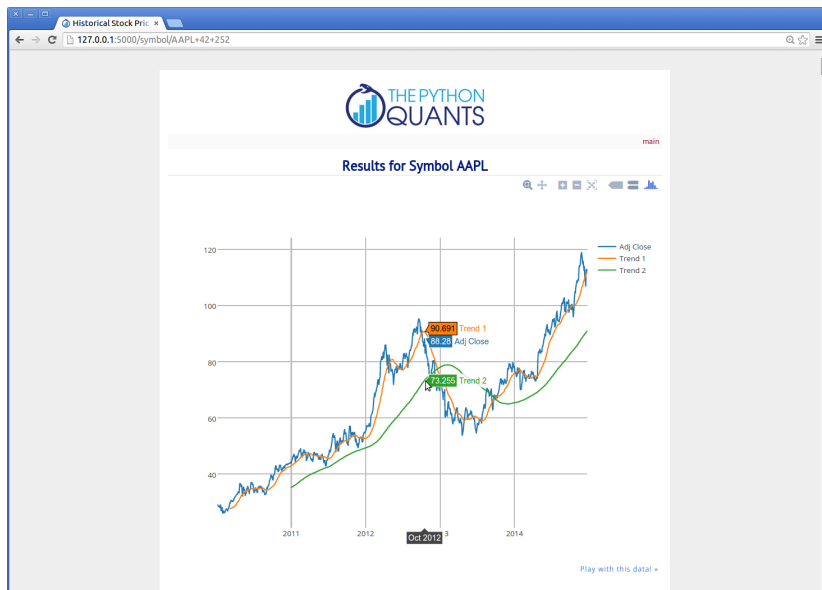 Historical Stock Pric
127.0.0.1:5000/symbol/AAPL+42+252
THE PYTHON
QUANTS
main
Results for Symbol AAPL
120
100
80
60
40
2011
2012
3
2014
Oct 2012
90.691 Trend 1
88.28 Adj Close
73.255 Trend 2
Adj Close
Trend 1
Trend 2
Play with this data! »